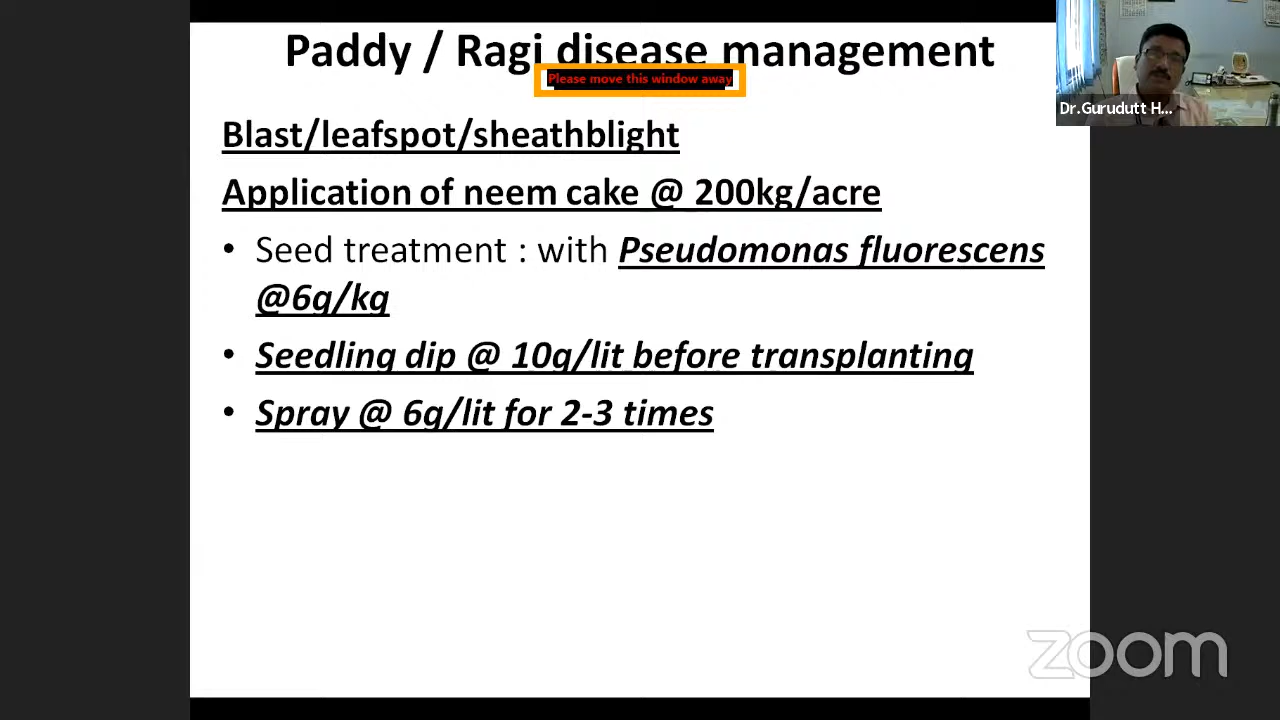 Paddy / Ragi disease management
Please move this window away
Dr.Gurudutt H...
Blast/leafspot/sheathblight
Application of neem cake @ 200kg/acre
• Seed treatment : with Pseudomonas fluorescens
@6g/kg
• Seedling dip @ 10g/lit before transplanting
• Spray @ 6g/lit for 2-3 times
zoom